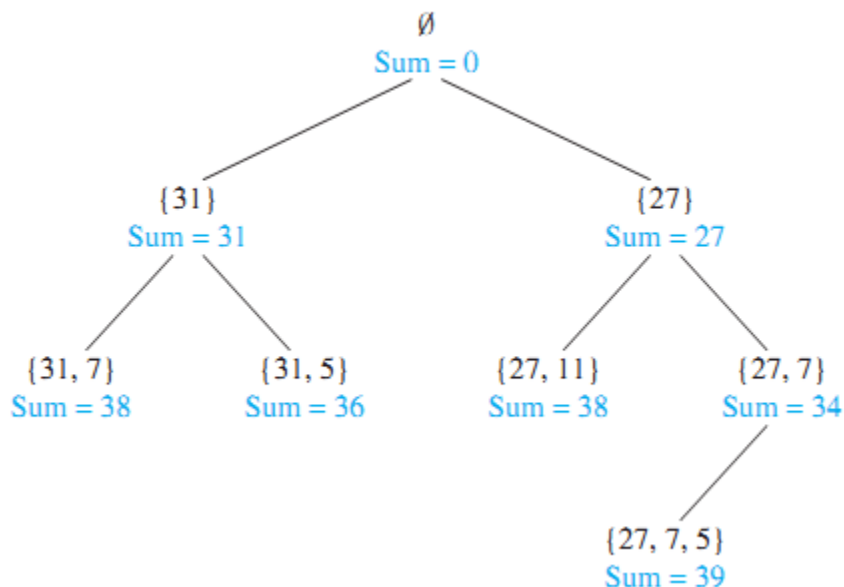 Ø
Sum = 0
{31} {27}
Sum = 31 Sum = 27
{31, 7} {31, 5} {27, 11} {27, 7}
Sum = 38 Sum = 36 Sum = 38 Sum = 34
{27, 7, 5}
Sum = 39